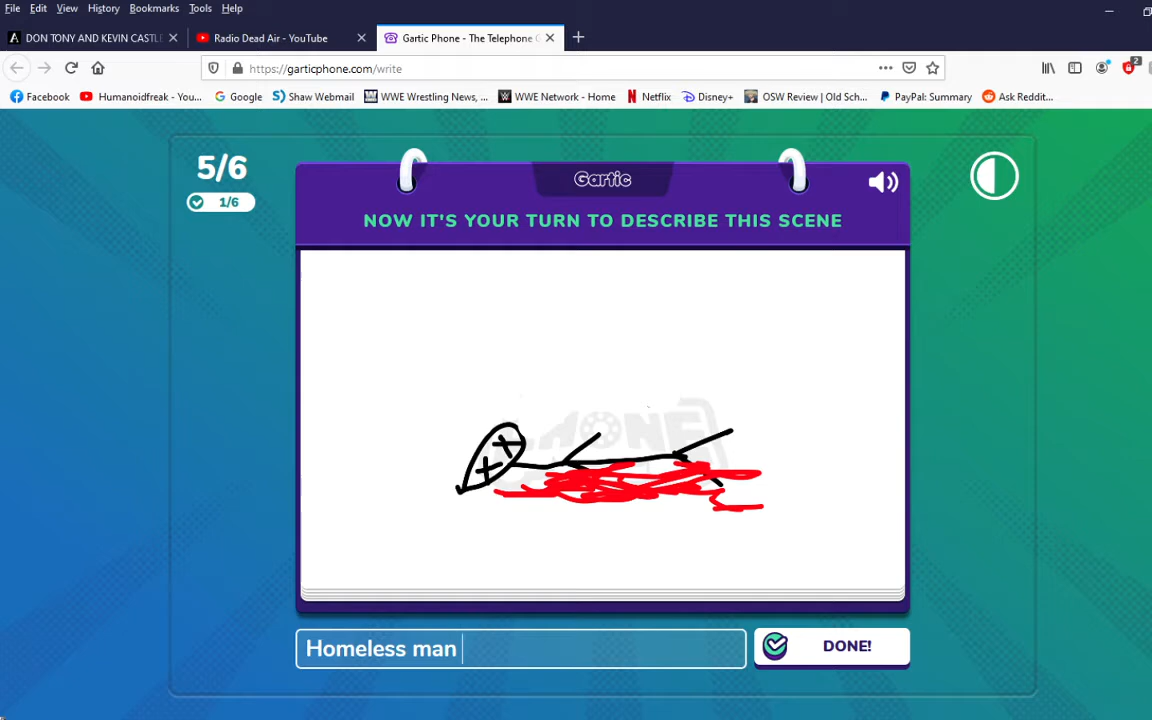 File Edit View History Bookmarks Tools Help
DON TONY AND KEVIN CASTLE
Radio Dead Air - YouTube
Gartic Phone - The Telephone G
https://garticphone.com/write
2
Facebook Humanoidfreak - You... Google Shaw Webmail WWE Wrestling News, ... WWE Network - Home Netflix Disney+ OSW Review | Old Sch... PayPal: Summary Ask Reddit...
5/6
1/6
Gartic
NOW IT'S YOUR TURN TO DESCRIBE THIS SCENE
Homeless man
DONE!